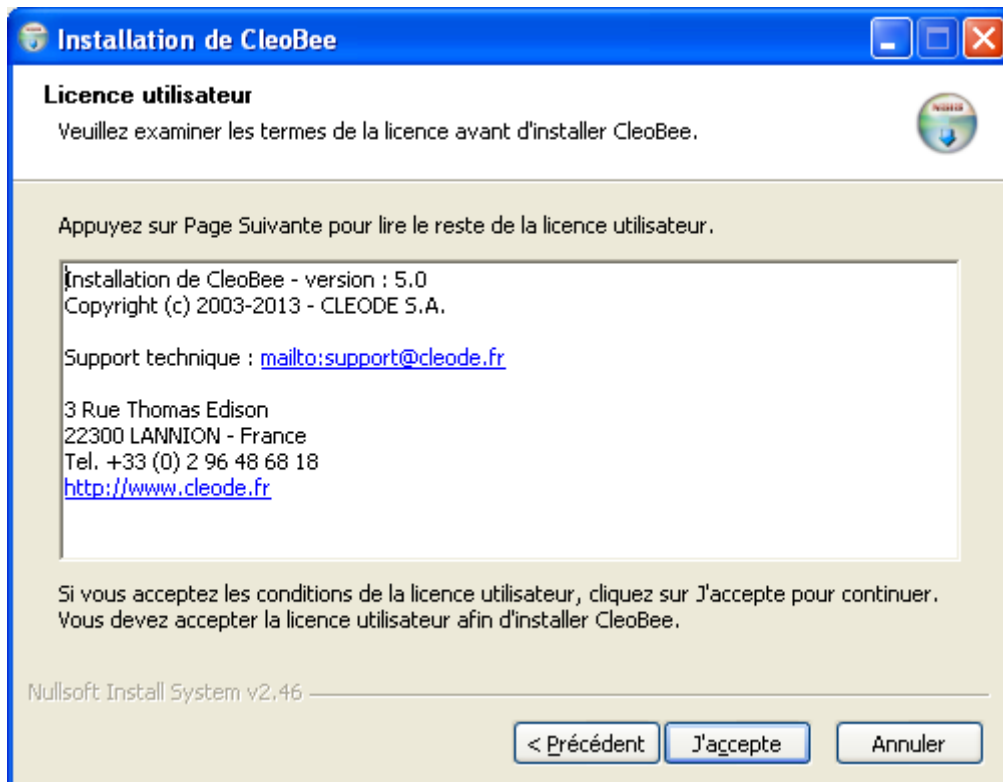 Installation de CleoBee
Licence utilisateur
Veuillez examiner les termes de la licence avant d'installer CleoBee.
Appuyez sur Page Suivante pour lire le reste de la licence utilisateur.
Installation de CleoBee - version : 5.0
Copyright (c) 2003-2013 - CLEODE S.A.
Support technique : mailto:support@cleode.fr
3 Rue Thomas Edison
22300 LANNION - France
Tel. +33 (0) 2 96 48 68 18
http://www.cleode.fr
Si vous acceptez les conditions de la licence utilisateur, cliquez sur J'accepte pour continuer.
Vous devez accepter la licence utilisateur afin d'installer CleoBee.
Nullsoft Install System v2.46
< Précédent J'accepte Annuler